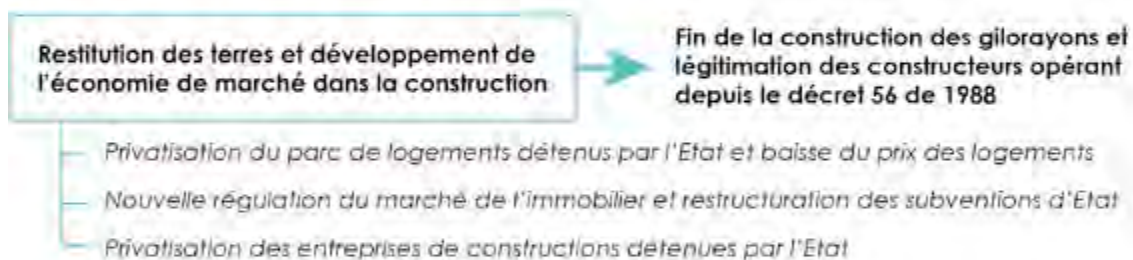 Restitution des terres et développement de
l'économie de marché dans la construction
Fin de la construction des gilorayons et
légitimation des constructeurs opérant
depuis le décret 56 de 1988
Privatisation du parc de logements détenus par l'Etat et baisse du prix des logements
Nouvelle régulation du marché de l'immobilier et restructuration des subventions d'Etat
Privatisation des entreprises de constructions détenues par l'Etat